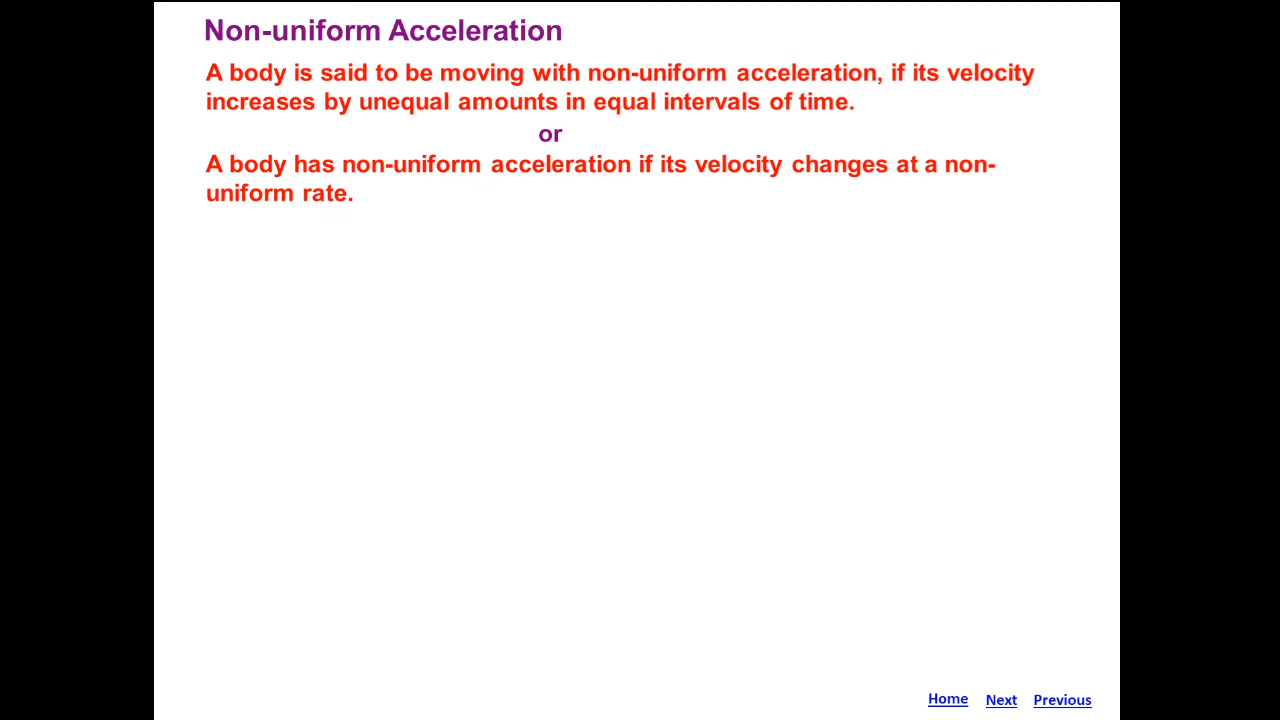 Non-uniform Acceleration
A body is said to be moving with non-uniform acceleration, if its velocity
increases by unequal amounts in equal intervals of time.
or
A body has non-uniform acceleration if its velocity changes at a non-
uniform rate.
Home Next Previous